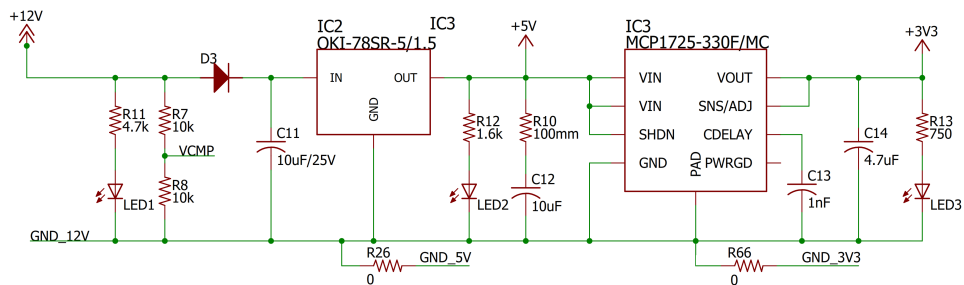 +12V
IC2
OKI-78SR-5/1.5
IC3
+5V
IC3
MCP1725-330F/MC
+3V3
D3
IN
OUT
GND
R11
4.7k
R7
10k
VCMP
R8
10k
LED1
C11
10uF/25V
R12
1.6k
LED2
R10
100mm
C12
10uF
VIN
VIN
SHDN
GND
PAD
VOUT
SNS/ADJ
CDELAY
PWRGD
C13
1nF
C14
4.7uF
R13
750
LED3
GND_12V
R26
0
GND_5V
R66
0
GND_3V3